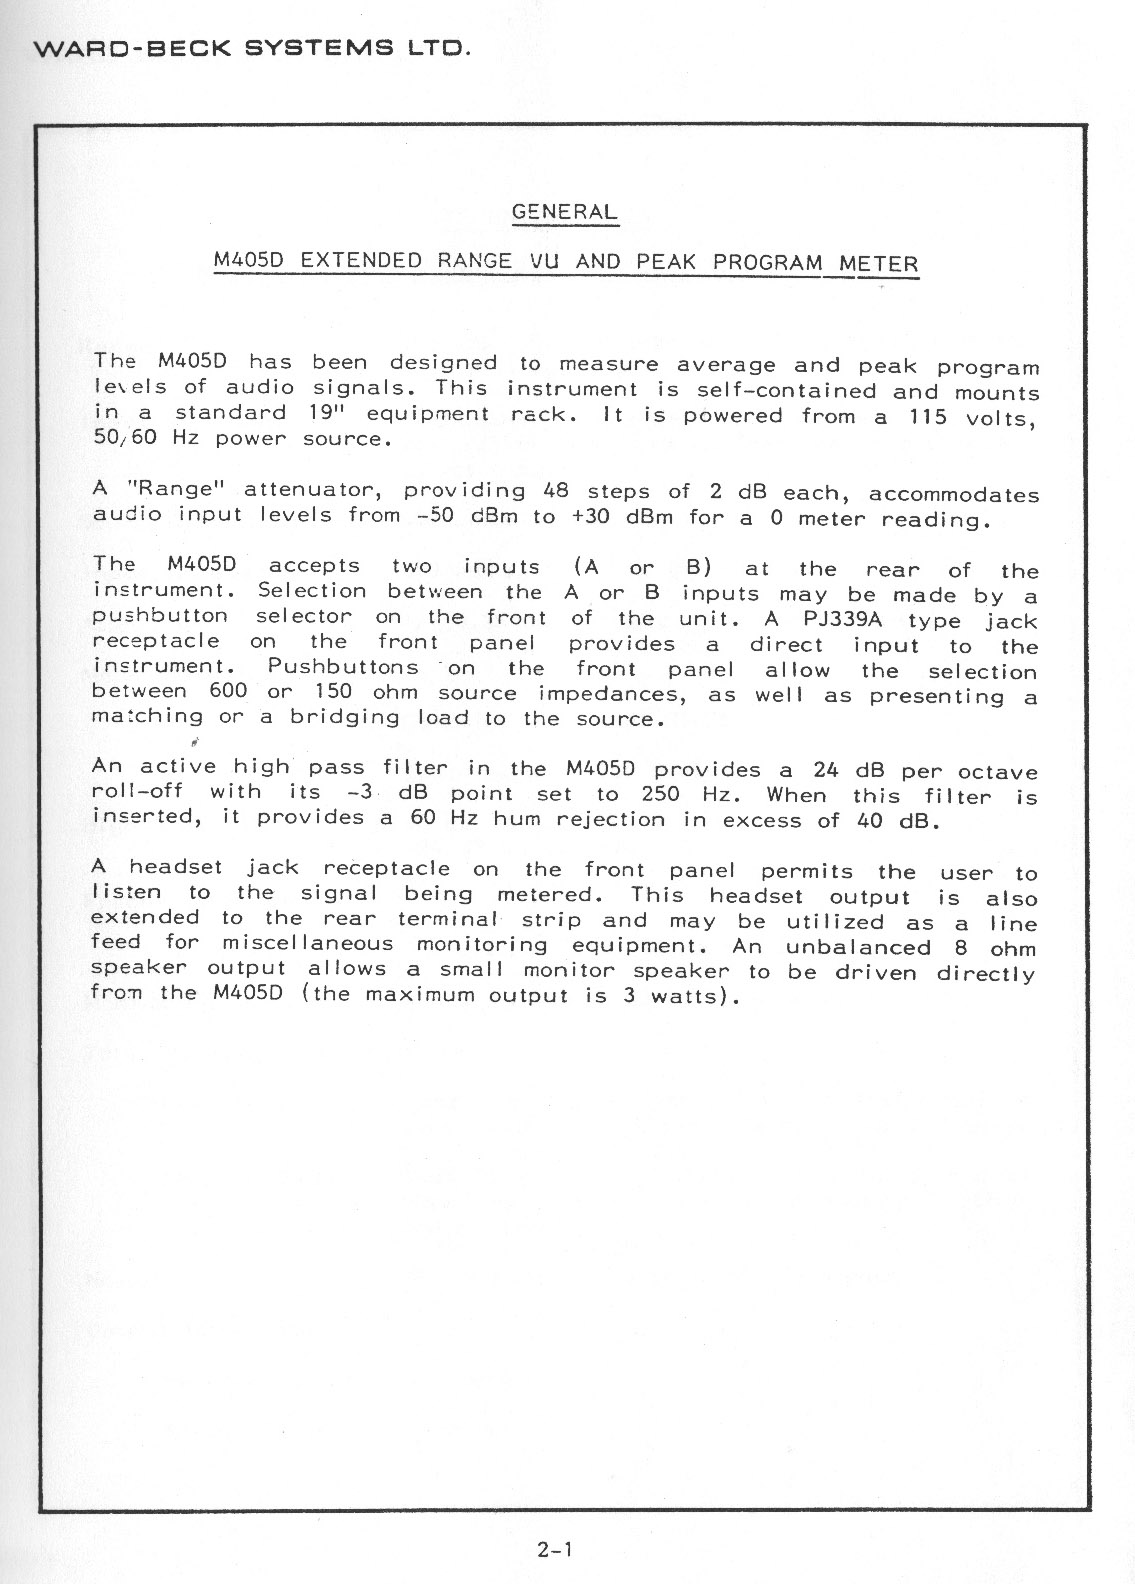 WARD-BECK SYSTEMS LTD.
GENERAL
M405D EXTENDED RANGE VU AND PEAK PROGRAM METER
The M405D has been designed to measure average and peak program
levels of audio signals. This instrument is self-contained and mounts
in a standard 19" equipment rack. It is powered from a 115 volts,
50/60 Hz power source.
A "Range" attenuator, providing 48 steps of 2 dB each, accommodates
audio input levels from -50 dBm to +30 dBm for a 0 meter reading.
The M405D accepts two inputs (A or B) at the rear of the
instrument. Selection between the A or B inputs may be made by a
pushbutton selector on the front of the unit. A PJ339A type jack
receptacle on the front panel provides a direct input to the
instrument. Pushbuttons on the front panel allow the selection
between 600 or 150 ohm source impedances, as well as presenting a
matching or a bridging load to the source.
An active high pass filter in the M405D provides a 24 dB per octave
roll-off with its -3 dB point set to 250 Hz. When this filter is
inserted, it provides a 60 Hz hum rejection in excess of 40 dB.
A headset jack receptacle on the front panel permits the user to
listen to the signal being metered. This headset output is also
extended to the rear terminal strip and may be utilized as a line
feed for miscellaneous monitoring equipment. An unbalanced 8 ohm
speaker output allows a small monitor speaker to be driven directly
from the M405D (the maximum output is 3 watts).
2-1